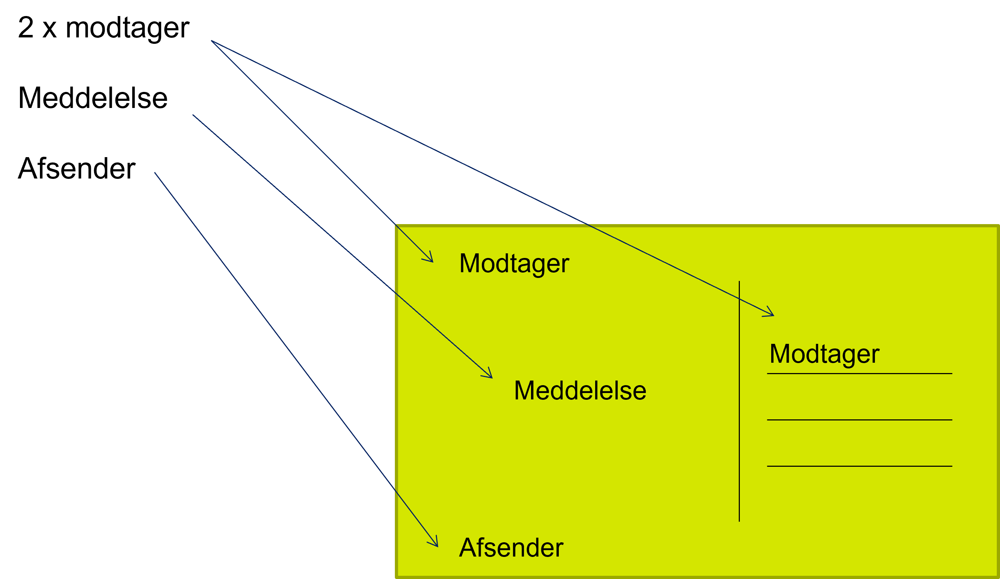 2 x modtager
Meddelelse
Afsender
Modtager
Modtager
Meddelelse
Afsender